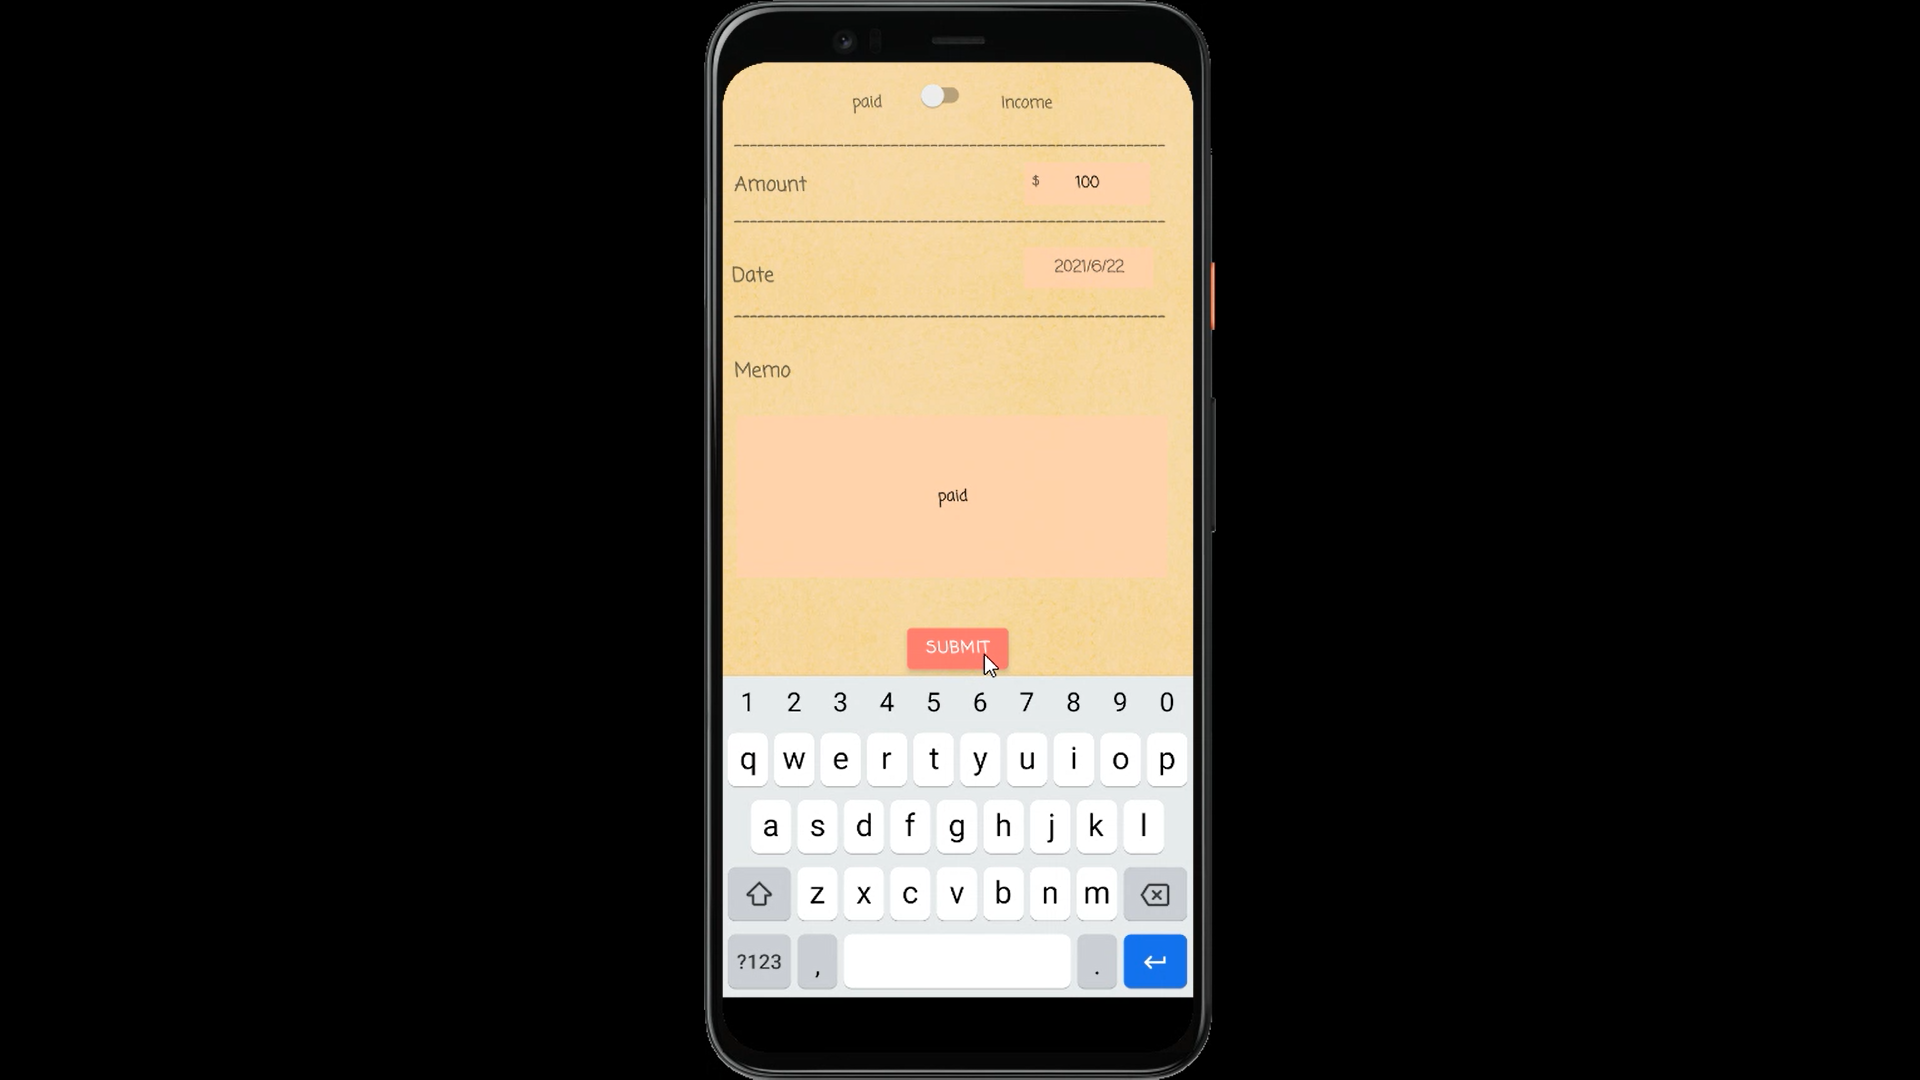 paid Income
Amount $ 100
Date 2021/6/22
Memo
paid
SUBMIT
1 2 3 4 5 6 7 8 9 0
q w e r t y u i o p
a s d f g h j k l
z x c v b n m
?123 , .